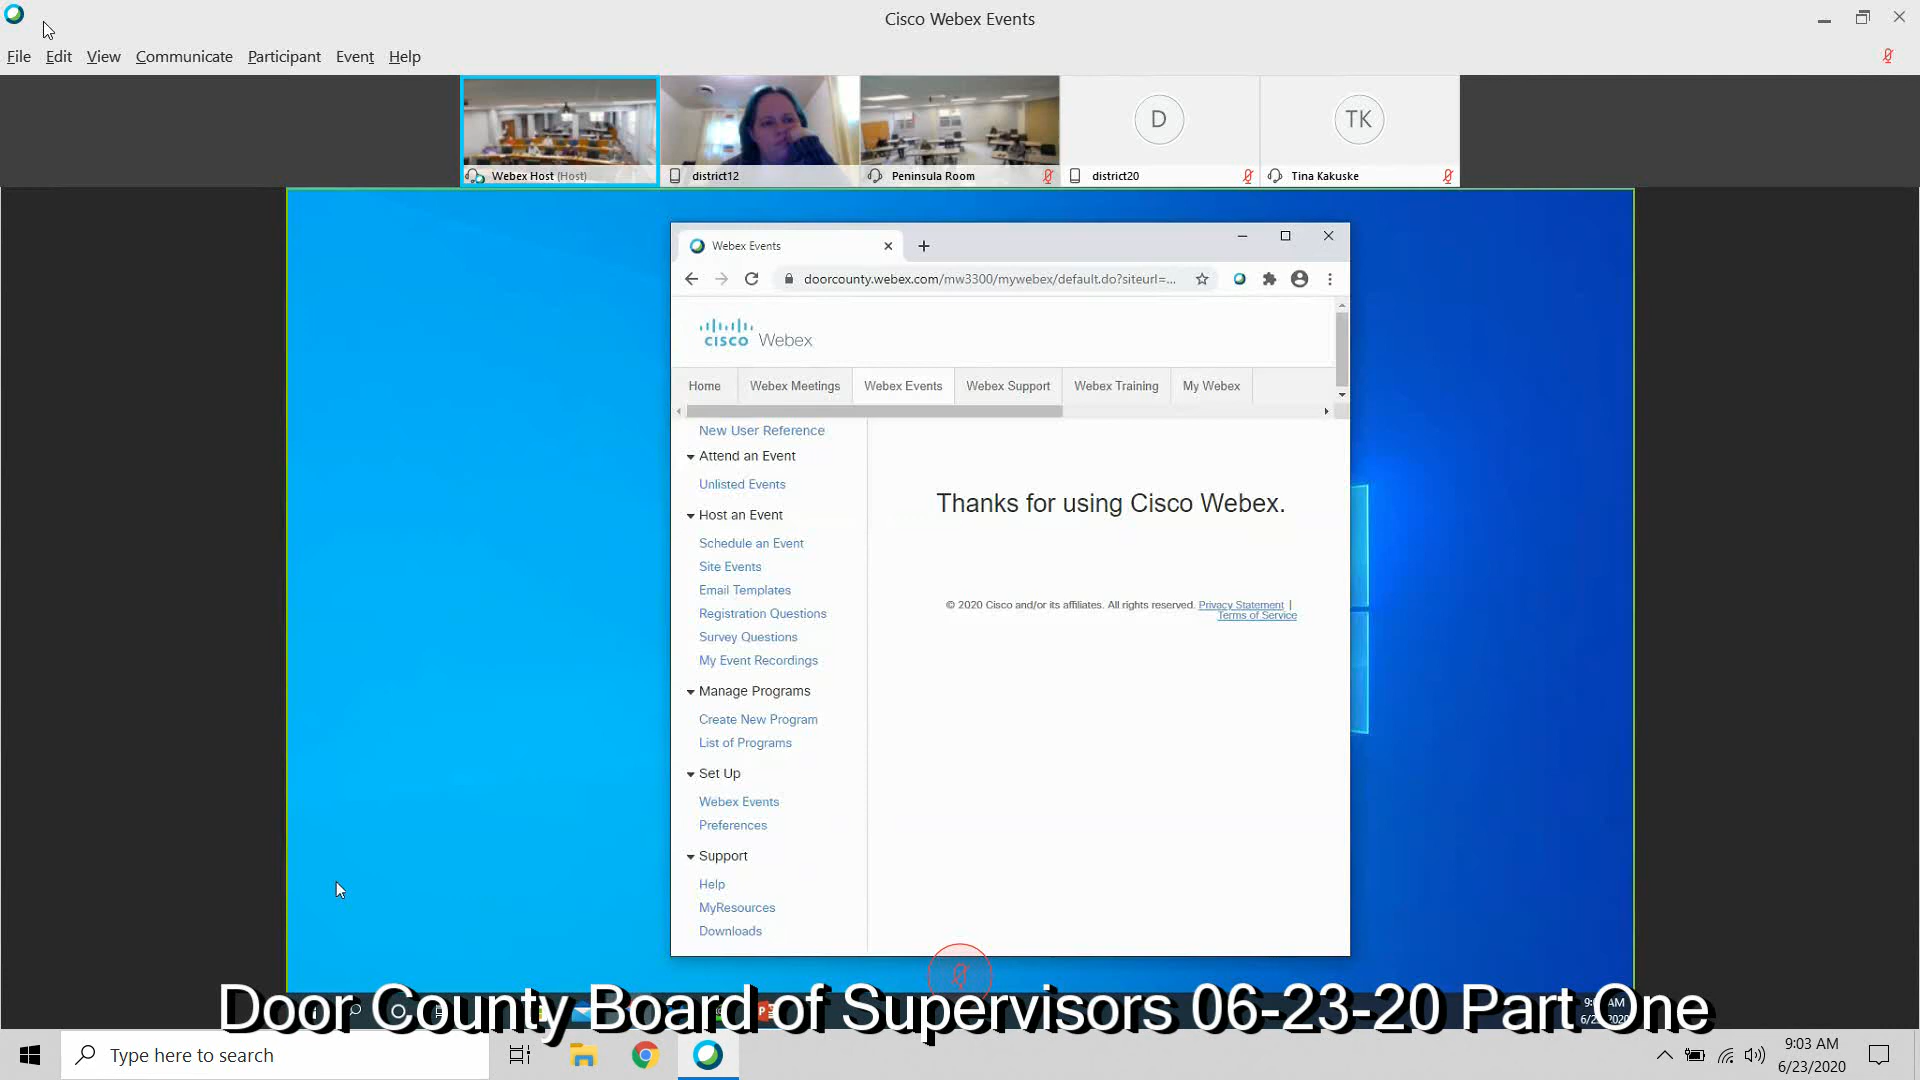 Cisco Webex Events
File Edit View Communicate Participant Event Help
D
TK
Webex Host (Host)
district12
Peninsula Room
district20
Tina Kakuske
Webex Events
doorcounty.webex.com/mw3300/mywebex/default.do?siteurl=...
CISCO Webex
Home Webex Meetings Webex Events Webex Support Webex Training My Webex
New User Reference
Attend an Event
Unlisted Events
Host an Event
Schedule an Event
Site Events
Email Templates
Registration Questions
Survey Questions
My Event Recordings
Manage Programs
Create New Program
List of Programs
Set Up
Webex Events
Preferences
Support
Help
MyResources
Downloads
Thanks for using Cisco Webex.
© 2020 Cisco and/or its affiliates. All rights reserved. Privacy Statement |
Terms of Service
Door County Board of Supervisors 06-23-20 Part One
Type here to search
9:03 AM
6/23/2020